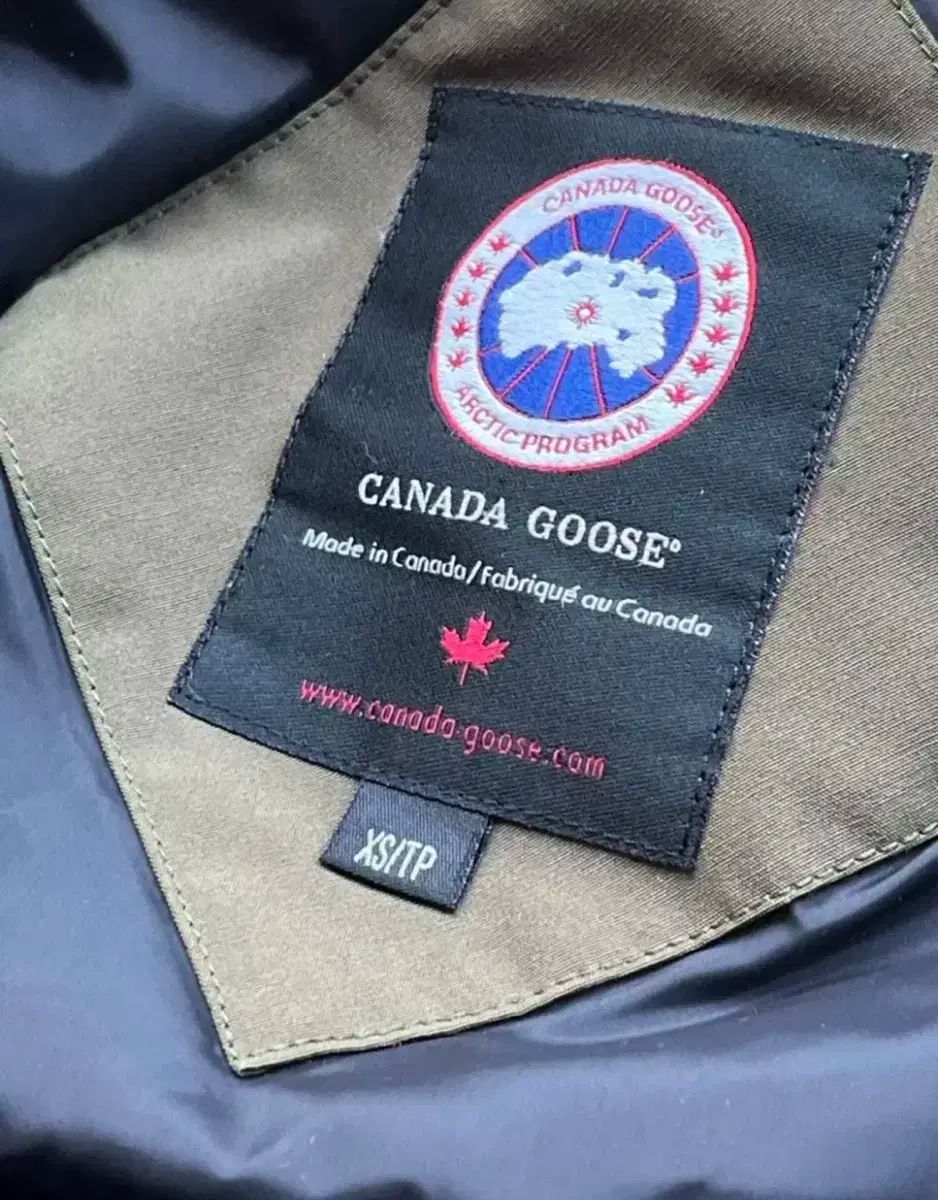 CANADA GOOSE®
ARCTIC PROGRAM
CANADA GOOSE®
Made in Canada/Fabriqué au Canada
www.canada-goose.com
XS/TP